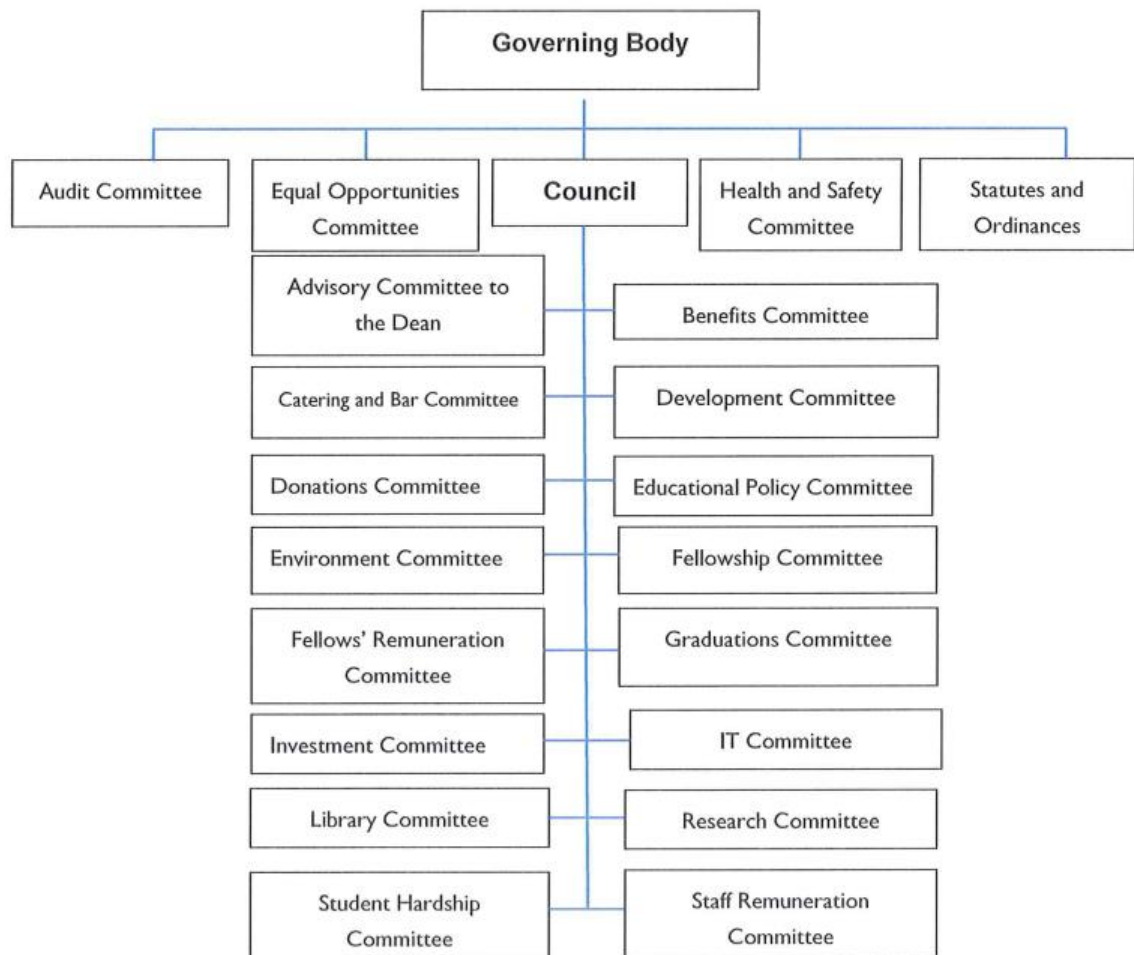 Governing Body
Audit Committee
Equal Opportunities
Committee
Council
Health and Safety
Committee
Statutes and
Ordinances
Advisory Committee to
the Dean
Benefits Committee
Catering and Bar Committee
Development Committee
Donations Committee
Educational Policy Committee
Environment Committee
Fellowship Committee
Fellows’ Remuneration
Committee
Graduations Committee
Investment Committee
IT Committee
Library Committee
Research Committee
Student Hardship
Committee
Staff Remuneration
Committee